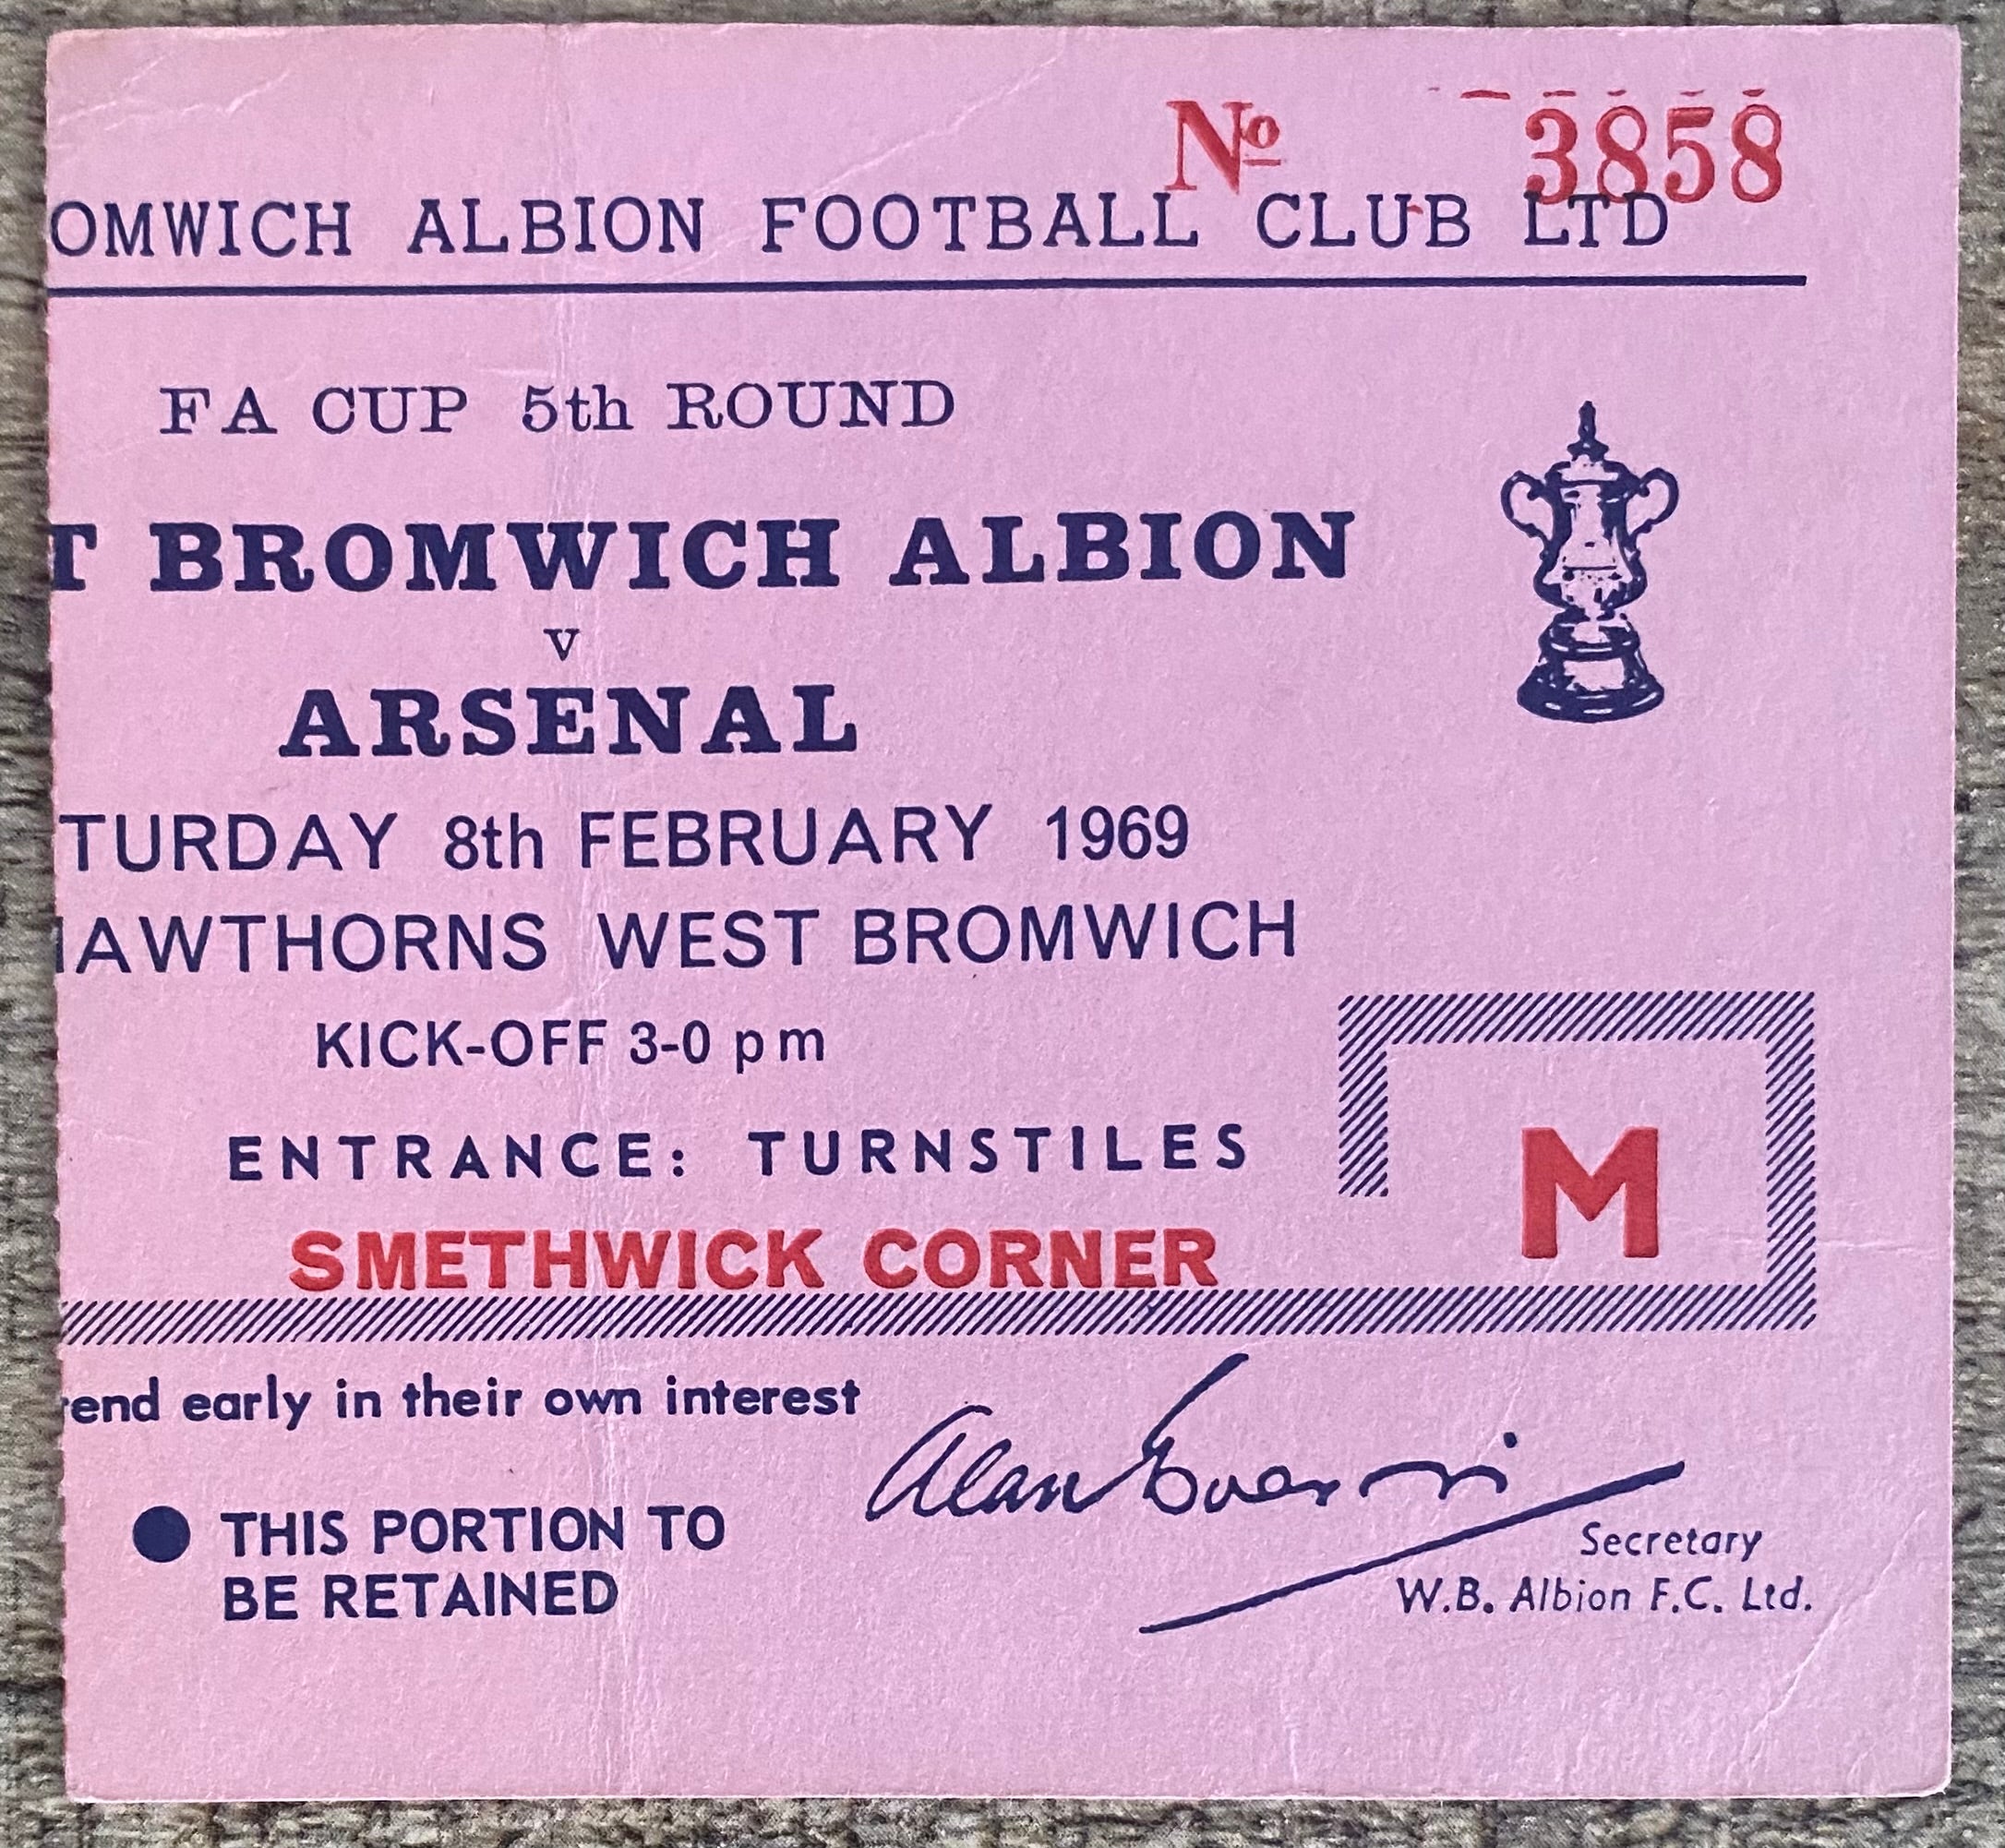 Nº 3858
OMWICH ALBION FOOTBALL CLUB LTD
FA CUP 5th ROUND
T BROMWICH ALBION
v
ARSENAL
TURDAY 8th FEBRUARY 1969
HAWTHORNS WEST BROMWICH
KICK-OFF 3-0 pm
ENTRANCE: TURNSTILES
M
SMETHWICK CORNER
end early in their own interest
Alan Everiss
● THIS PORTION TO
BE RETAINED
Secretary
W.B. Albion F.C. Ltd.